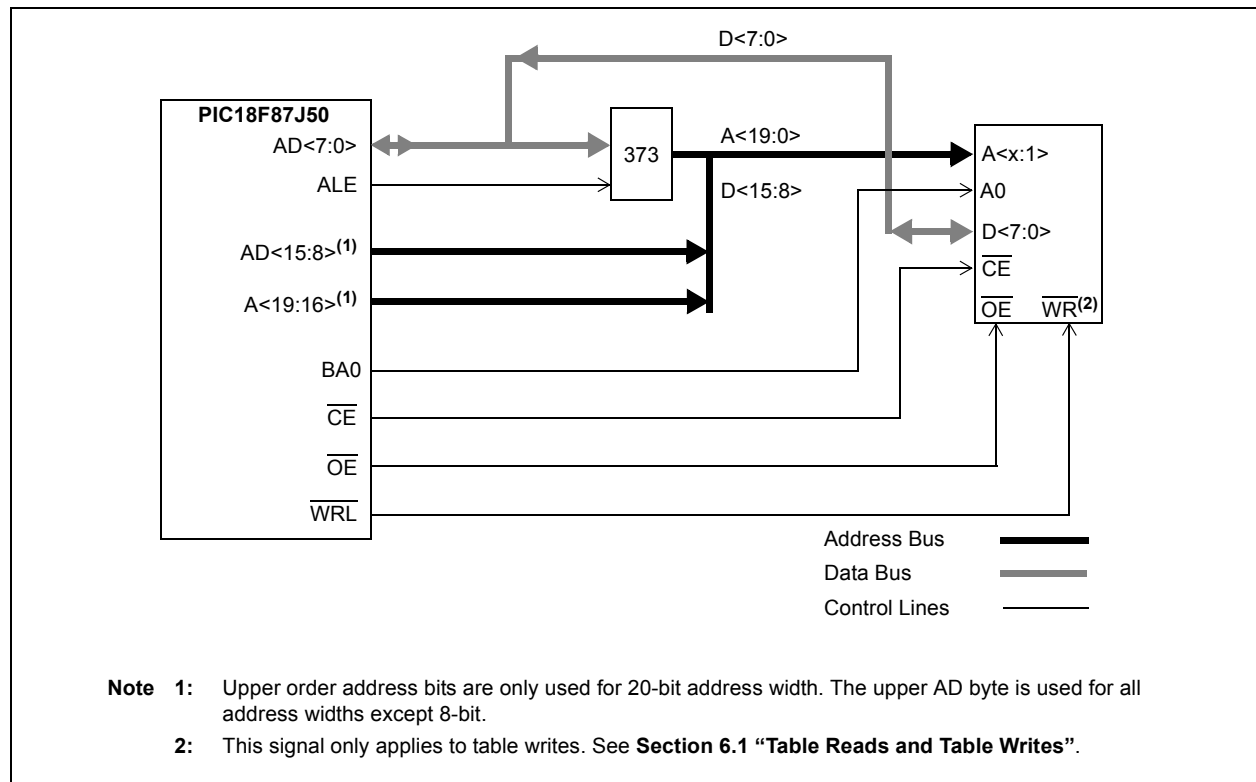 D<7:0>
PIC18F87J50
AD<7:0>
373
A<19:0>
A<x:1>
ALE
D<15:8>
A0
D<7:0>
AD<15:8>(1)
CE
A<19:16>(1)
OE WR(2)
BA0
CE
OE
WRL
Address Bus
Data Bus
Control Lines
Note 1: Upper order address bits are only used for 20-bit address width. The upper AD byte is used for all
address widths except 8-bit.
2: This signal only applies to table writes. See Section 6.1 “Table Reads and Table Writes”.